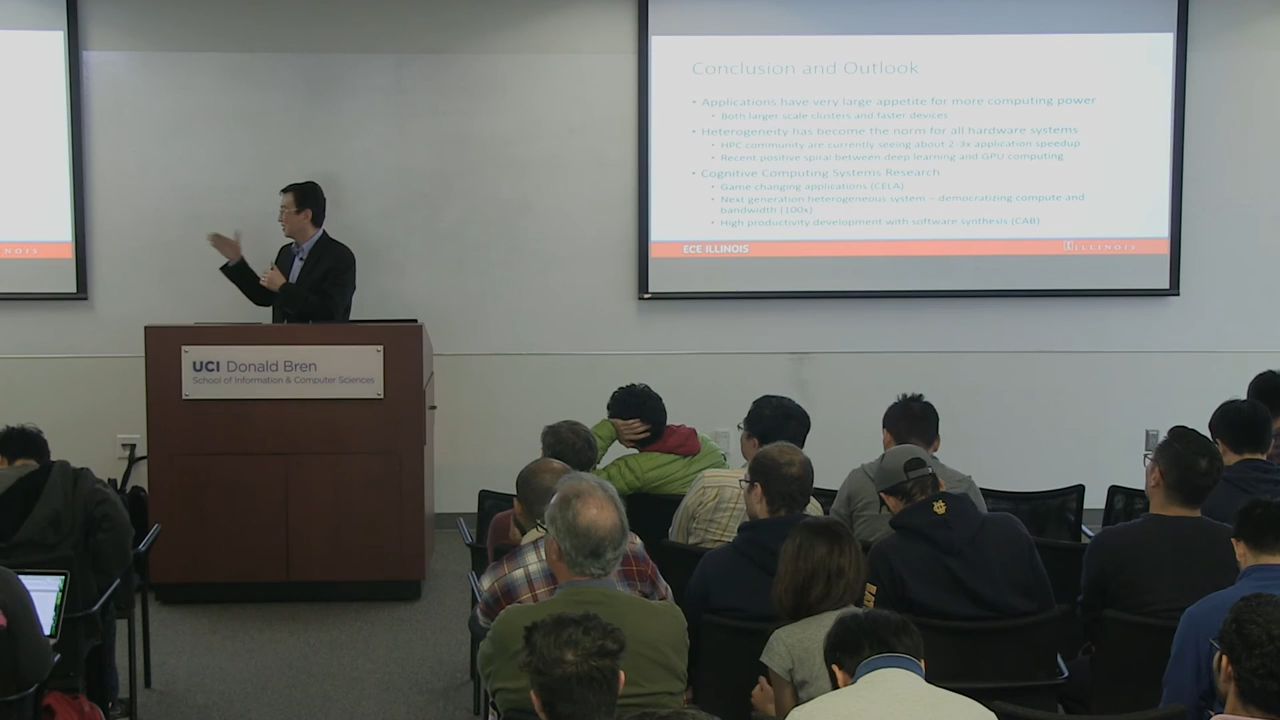 NOIS
Conclusion and Outlook
• Applications have very large appetite for more computing power
• Both larger scale clusters and faster devices
• Heterogeneity has become the norm for all hardware systems
• HPC community are currently seeing about 2-3x application speedup
• Recent positive spiral between deep learning and GPU computing
• Cognitive Computing Systems Research
• Game changing applications (CELA)
• Next generation heterogeneous system – democratizing compute and
bandwidth (100x)
• High productivity development with software synthesis (CAB)
ECE ILLINOIS
ILLINOIS
UCI Donald Bren
School of Information & Computer Sciences